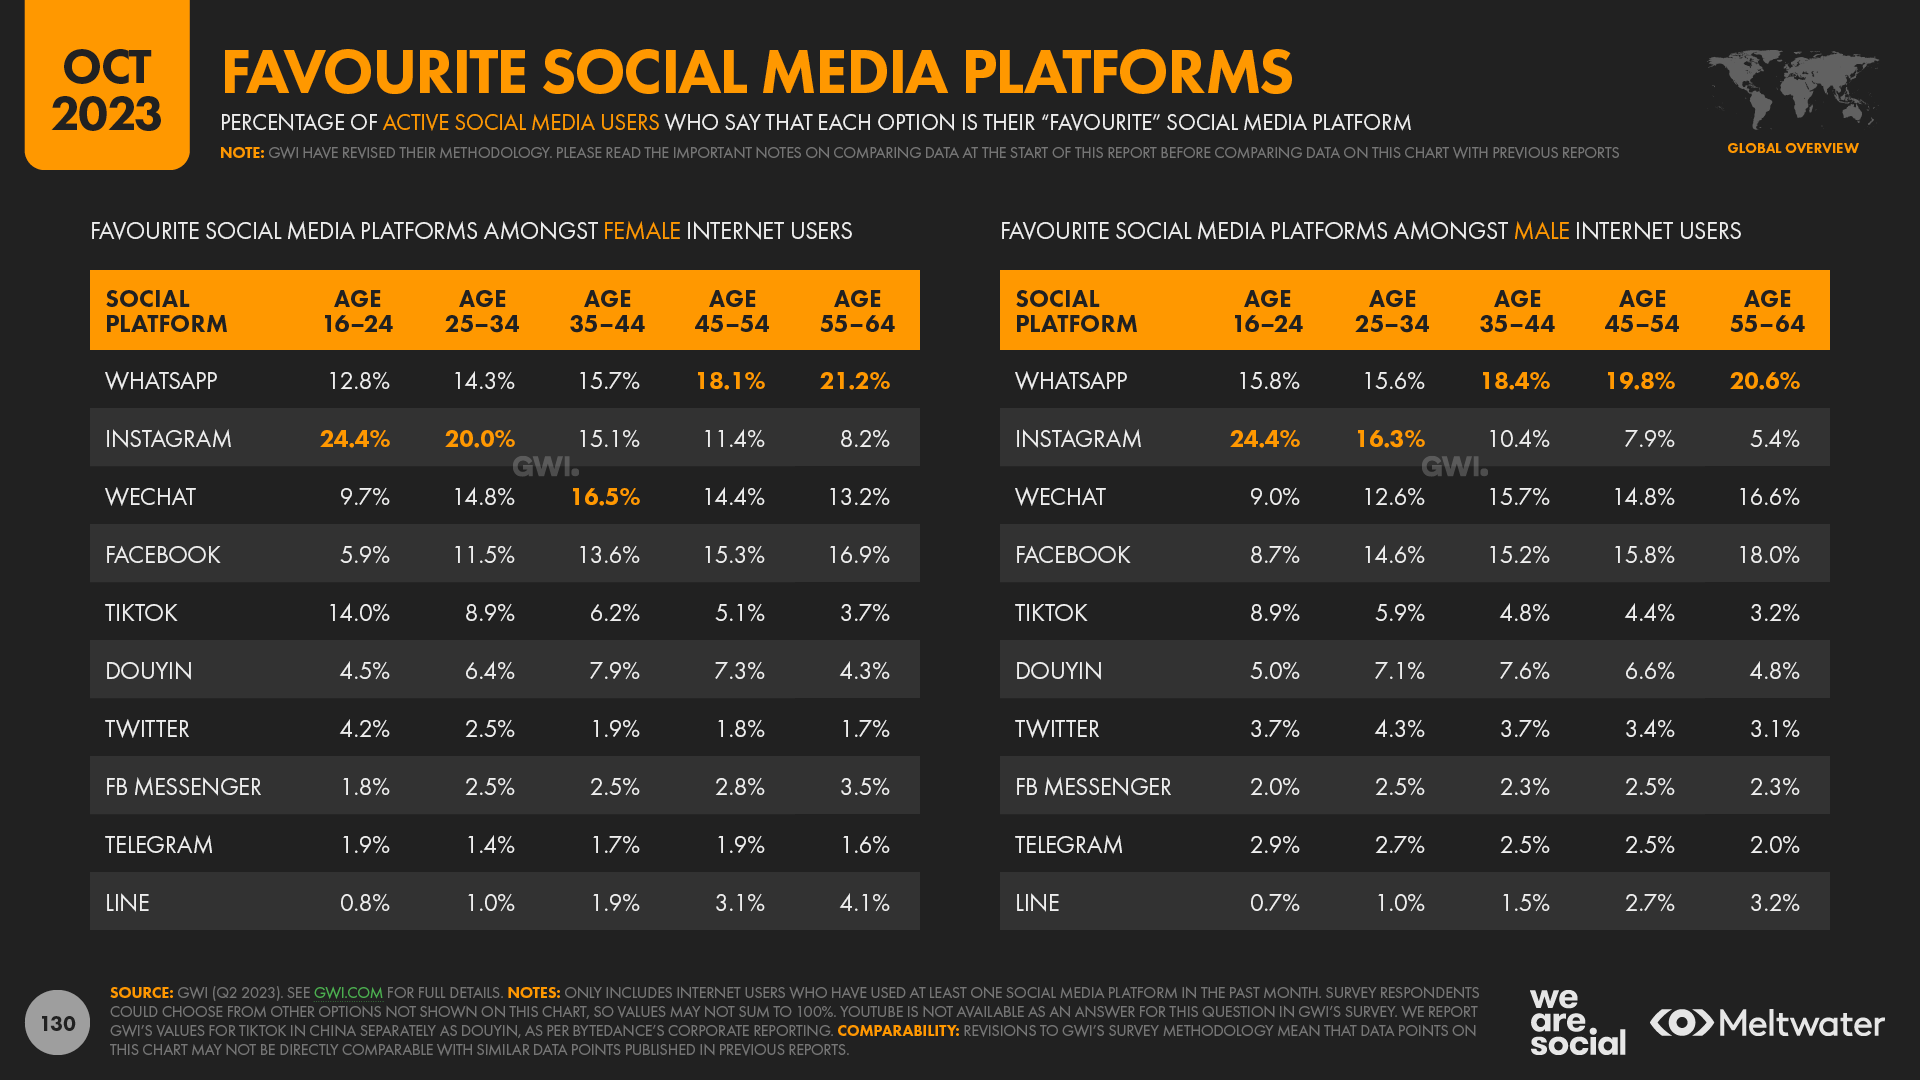 OCT
2023
FAVOURITE SOCIAL MEDIA PLATFORMS
PERCENTAGE OF ACTIVE SOCIAL MEDIA USERS WHO SAY THAT EACH OPTION IS THEIR “FAVOURITE” SOCIAL MEDIA PLATFORM
NOTE: GWI HAVE REVISED THEIR METHODOLOGY. PLEASE READ THE IMPORTANT NOTES ON COMPARING DATA AT THE START OF THIS REPORT BEFORE COMPARING DATA ON THIS CHART WITH PREVIOUS REPORTS
GLOBAL OVERVIEW
FAVOURITE SOCIAL MEDIA PLATFORMS AMONGST FEMALE INTERNET USERS
SOCIAL PLATFORM AGE 16–24 AGE 25–34 AGE 35–44 AGE 45–54 AGE 55–64
WHATSAPP 12.8% 14.3% 15.7% 18.1% 21.2%
INSTAGRAM 24.4% 20.0% 15.1% 11.4% 8.2%
GWI.
WECHAT 9.7% 14.8% 16.5% 14.4% 13.2%
FACEBOOK 5.9% 11.5% 13.6% 15.3% 16.9%
TIKTOK 14.0% 8.9% 6.2% 5.1% 3.7%
DOUYIN 4.5% 6.4% 7.9% 7.3% 4.3%
TWITTER 4.2% 2.5% 1.9% 1.8% 1.7%
FB MESSENGER 1.8% 2.5% 2.5% 2.8% 3.5%
TELEGRAM 1.9% 1.4% 1.7% 1.9% 1.6%
LINE 0.8% 1.0% 1.9% 3.1% 4.1%
FAVOURITE SOCIAL MEDIA PLATFORMS AMONGST MALE INTERNET USERS
SOCIAL PLATFORM AGE 16–24 AGE 25–34 AGE 35–44 AGE 45–54 AGE 55–64
WHATSAPP 15.8% 15.6% 18.4% 19.8% 20.6%
INSTAGRAM 24.4% 16.3% 10.4% 7.9% 5.4%
GWI.
WECHAT 9.0% 12.6% 15.7% 14.8% 16.6%
FACEBOOK 8.7% 14.6% 15.2% 15.8% 18.0%
TIKTOK 8.9% 5.9% 4.8% 4.4% 3.2%
DOUYIN 5.0% 7.1% 7.6% 6.6% 4.8%
TWITTER 3.7% 4.3% 3.7% 3.4% 3.1%
FB MESSENGER 2.0% 2.5% 2.3% 2.5% 2.3%
TELEGRAM 2.9% 2.7% 2.5% 2.5% 2.0%
LINE 0.7% 1.0% 1.5% 2.7% 3.2%
130
SOURCE: GWI (Q2 2023). SEE GWI.COM FOR FULL DETAILS. NOTES: ONLY INCLUDES INTERNET USERS WHO HAVE USED AT LEAST ONE SOCIAL MEDIA PLATFORM IN THE PAST MONTH. SURVEY RESPONDENTS
COULD CHOOSE FROM OTHER OPTIONS NOT SHOWN ON THIS CHART, SO VALUES MAY NOT SUM TO 100%. YOUTUBE IS NOT AVAILABLE AS AN ANSWER FOR THIS QUESTION IN GWI’S SURVEY. WE REPORT
GWI’S VALUES FOR TIKTOK IN CHINA SEPARATELY AS DOUYIN, AS PER BYTEDANCE’S CORPORATE REPORTING. COMPARABILITY: REVISIONS TO GWI’S SURVEY METHODOLOGY MEAN THAT DATA POINTS ON
THIS CHART MAY NOT BE DIRECTLY COMPARABLE WITH SIMILAR DATA POINTS PUBLISHED IN PREVIOUS REPORTS.
we
are
social
Meltwater